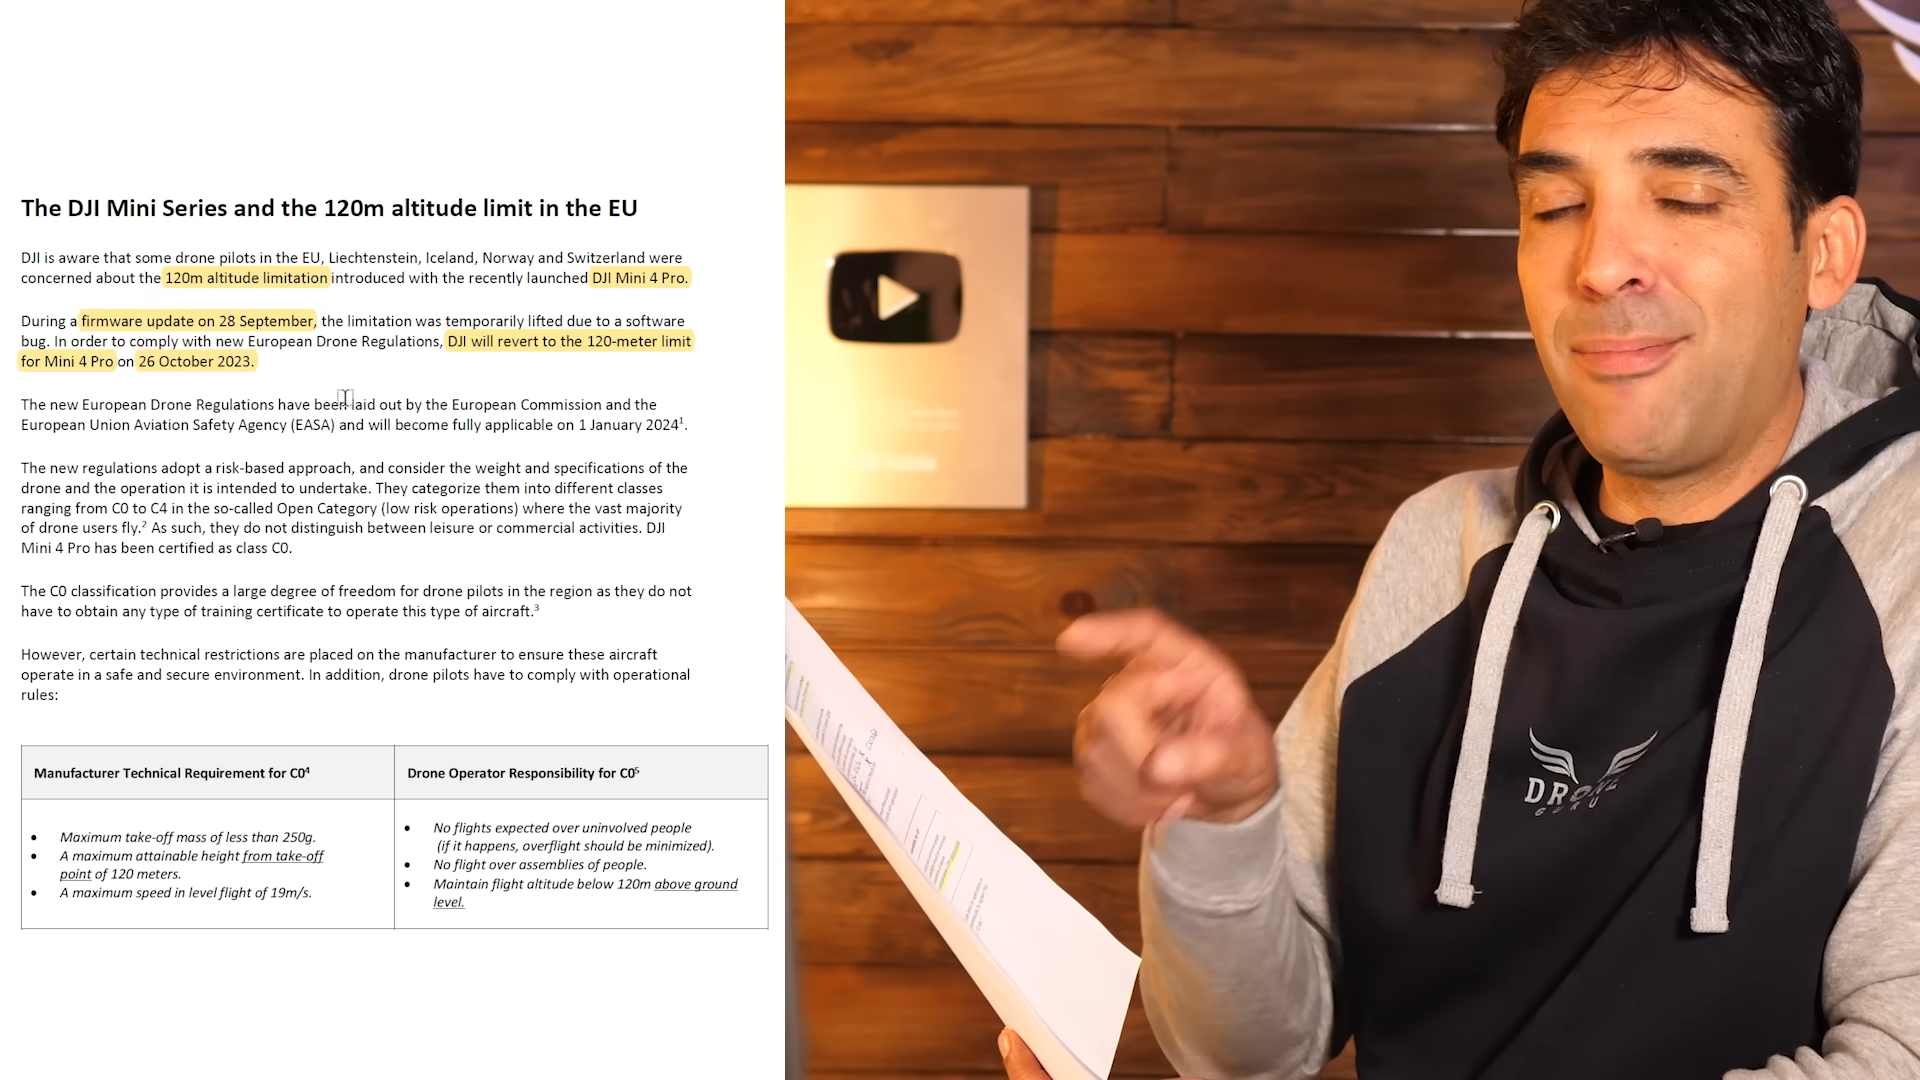 The DJI Mini Series and the 120m altitude limit in the EU
DJI is aware that some drone pilots in the EU, Liechtenstein, Iceland, Norway and Switzerland were
concerned about the 120m altitude limitation introduced with the recently launched DJI Mini 4 Pro.
During a firmware update on 28 September, the limitation was temporarily lifted due to a software
bug. In order to comply with new European Drone Regulations, DJI will revert to the 120-meter limit
for Mini 4 Pro on 26 October 2023.
The new European Drone Regulations have been laid out by the European Commission and the
European Union Aviation Safety Agency (EASA) and will become fully applicable on 1 January 2024¹.
The new regulations adopt a risk-based approach, and consider the weight and specifications of the
drone and the operation it is intended to undertake. They categorize them into different classes
ranging from C0 to C4 in the so-called Open Category (low risk operations) where the vast majority
of drone users fly.² As such, they do not distinguish between leisure or commercial activities. DJI
Mini 4 Pro has been certified as class C0.
The C0 classification provides a large degree of freedom for drone pilots in the region as they do not
have to obtain any type of training certificate to operate this type of aircraft.³
However, certain technical restrictions are placed on the manufacturer to ensure these aircraft
operate in a safe and secure environment. In addition, drone pilots have to comply with operational
rules:
Manufacturer Technical Requirement for C0⁴
• Maximum take-off mass of less than 250g.
• A maximum attainable height from take-off
point of 120 meters.
• A maximum speed in level flight of 19m/s.
Drone Operator Responsibility for C0⁵
• No flights expected over uninvolved people
(if it happens, overflight should be minimized).
• No flight over assemblies of people.
• Maintain flight altitude below 120m above ground
level.
DRONE
GURU